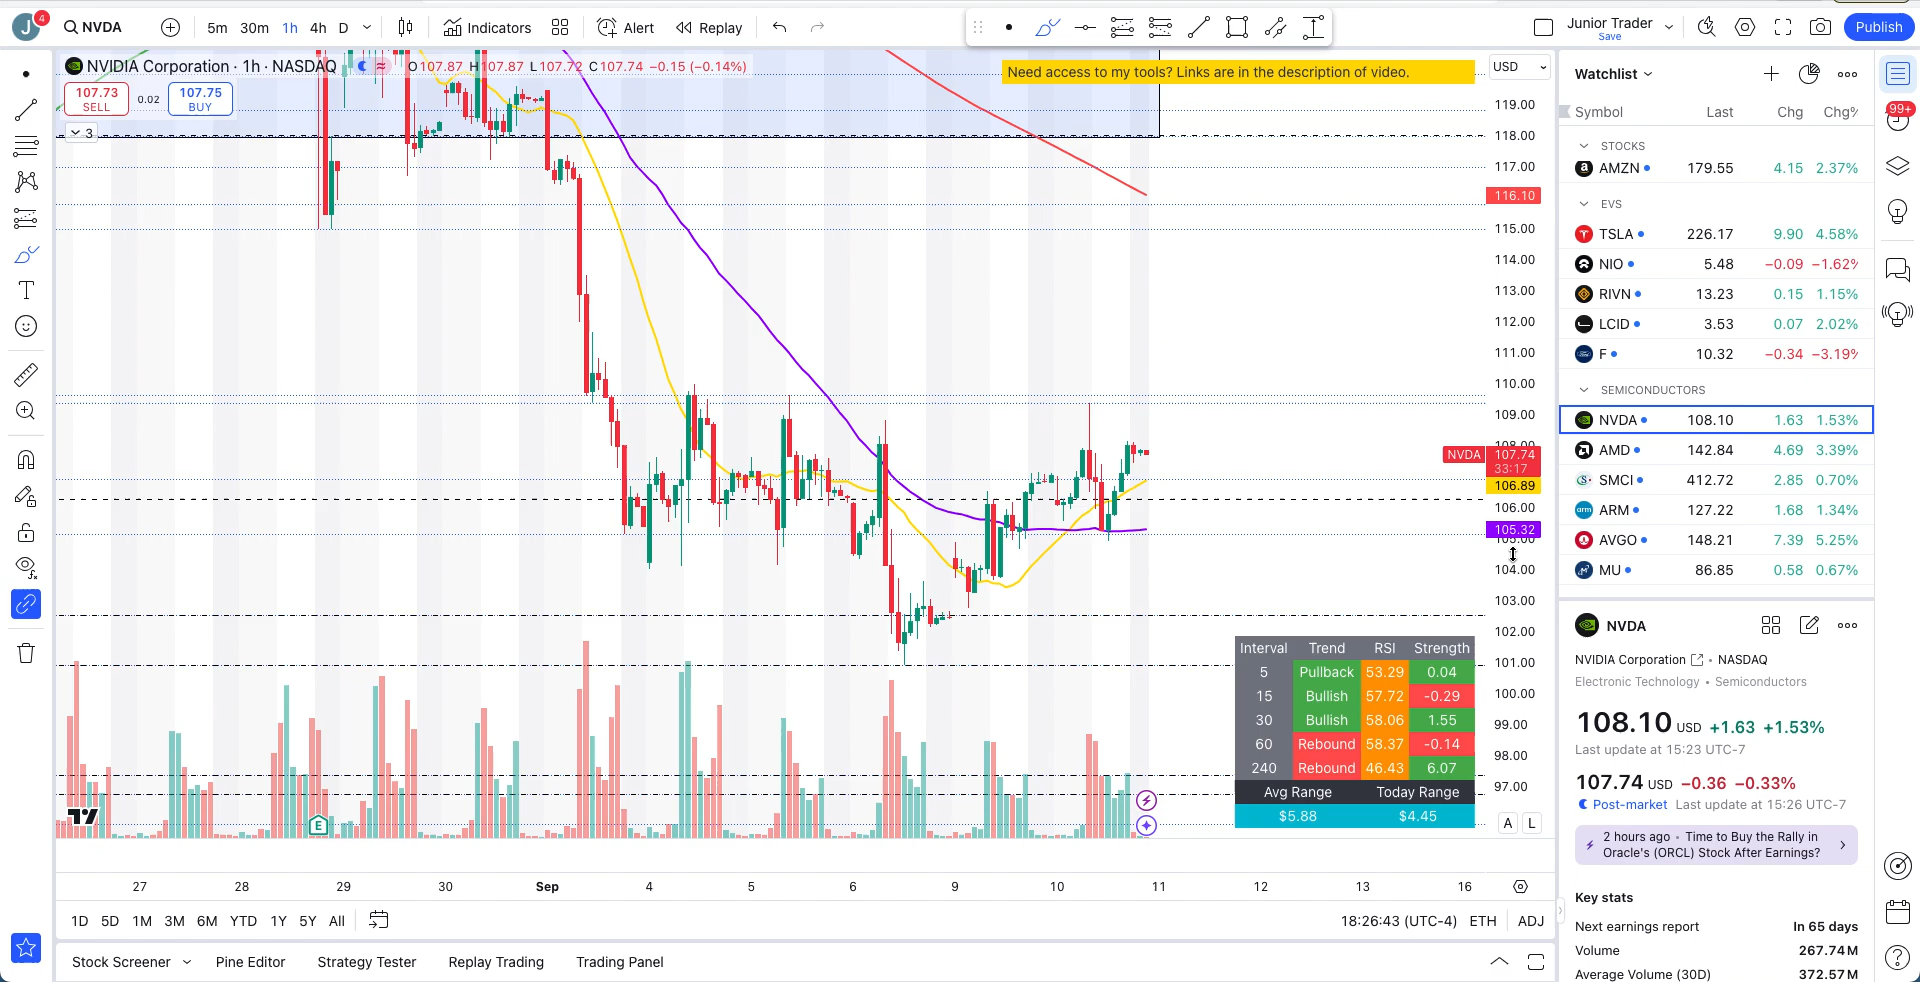 J 4 NVDA 5m 30m 1h 4h D Indicators Alert Replay Junior Trader Save Publish
NVIDIA Corporation · 1h · NASDAQ O107.87 H107.87 L107.72 C107.74 −0.15 (−0.14%)
Need access to my tools? Links are in the description of video.
USD
107.73 SELL 0.02 107.75 BUY
3
119.00
118.00
117.00
116.10
115.00
114.00
113.00
112.00
111.00
110.00
109.00
108.00
NVDA 107.74
33:17
106.89
106.00
105.32
105.00
104.00
103.00
102.00
101.00
100.00
99.00
98.00
97.00
Interval Trend RSI Strength
5 Pullback 53.29 0.04
15 Bullish 57.72 -0.29
30 Bullish 58.06 1.55
60 Rebound 58.37 -0.14
240 Rebound 46.43 6.07
Avg Range Today Range
$5.88 $4.45
E
A L
27 28 29 30 Sep 4 5 6 9 10 11 12 13 16
1D 5D 1M 3M 6M YTD 1Y 5Y All 18:26:43 (UTC-4) ETH ADJ
Stock Screener Pine Editor Strategy Tester Replay Trading Trading Panel
Watchlist
Symbol Last Chg Chg%
STOCKS
AMZN 179.55 4.15 2.37%
EVS
TSLA 226.17 9.90 4.58%
NIO 5.48 −0.09 −1.62%
RIVN 13.23 0.15 1.15%
LCID 3.53 0.07 2.02%
F 10.32 −0.34 −3.19%
SEMICONDUCTORS
NVDA 108.10 1.63 1.53%
AMD 142.84 4.69 3.39%
SMCI 412.72 2.85 0.70%
arm ARM 127.22 1.68 1.34%
AVGO 148.21 7.39 5.25%
MU 86.85 0.58 0.67%
NVDA
NVIDIA Corporation • NASDAQ
Electronic Technology • Semiconductors
108.10 USD +1.63 +1.53%
Last update at 15:23 UTC-7
107.74 USD −0.36 −0.33%
Post-market Last update at 15:26 UTC-7
2 hours ago • Time to Buy the Rally in
Oracle's (ORCL) Stock After Earnings?
Key stats
Next earnings report In 65 days
Volume 267.74M
Average Volume (30D) 372.57M
99+